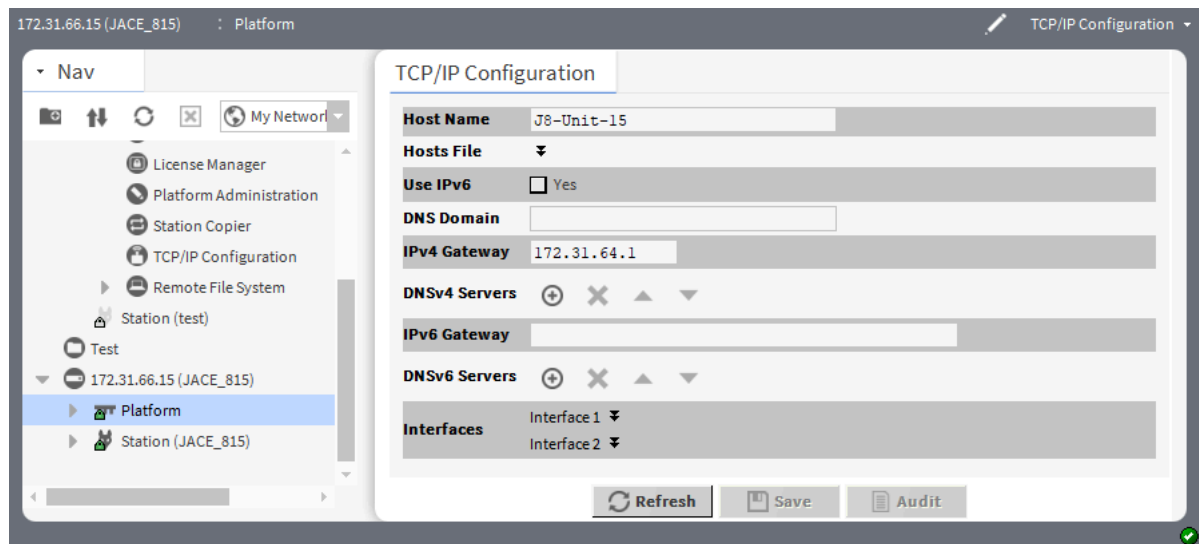 172.31.66.15 (JACE_815) : Platform
TCP/IP Configuration
Nav
My Network
License Manager
Platform Administration
Station Copier
TCP/IP Configuration
Remote File System
Station (test)
Test
172.31.66.15 (JACE_815)
Platform
Station (JACE_815)
TCP/IP Configuration
Host Name J8-Unit-15
Hosts File
Use IPv6 Yes
DNS Domain
IPv4 Gateway 172.31.64.1
DNSv4 Servers
IPv6 Gateway
DNSv6 Servers
Interfaces
Interface 1
Interface 2
Refresh Save Audit